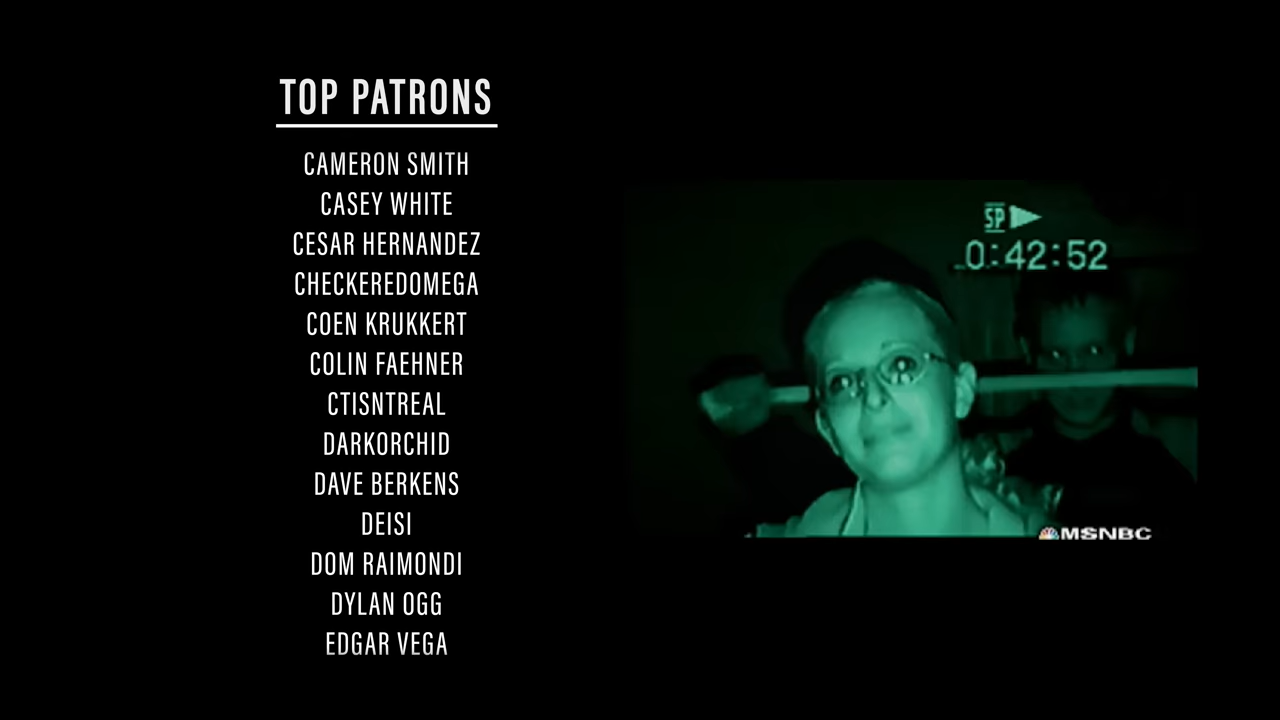 TOP PATRONS
CAMERON SMITH
CASEY WHITE
CESAR HERNANDEZ
CHECKEREDOMEGA
COEN KRUKKERT
COLIN FAEHNER
CTISNTREAL
DARKORCHID
DAVE BERKENS
DEISI
DOM RAIMONDI
DYLAN OGG
EDGAR VEGA
SP
0:42:52
MSNBC